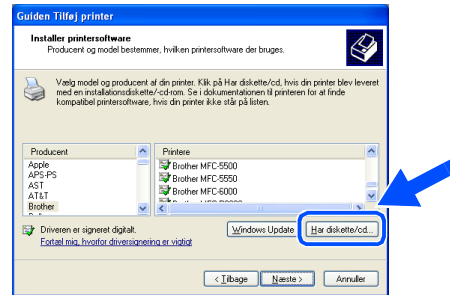 Guiden Tilføj printer
Installer printersoftware
Producent og model bestemmer, hvilken printersoftware der bruges.
Vælg model og producent af din printer. Klik på Har diskette/cd, hvis din printer blev leveret
med en installationsdiskette/-cd-rom. Se i dokumentationen til printeren for at finde
kompatibel printersoftware, hvis din printer ikke står på listen.
Producent
Apple
APS-PS
AST
AT&T
Brother
Printere
Brother MFC-5500
Brother MFC-5550
Brother MFC-6000
Driveren er signeret digitalt.
Fortæl mig, hvorfor driversignering er vigtigt
Windows Update
Har diskette/cd...
< Tilbage
Næste >
Annuller